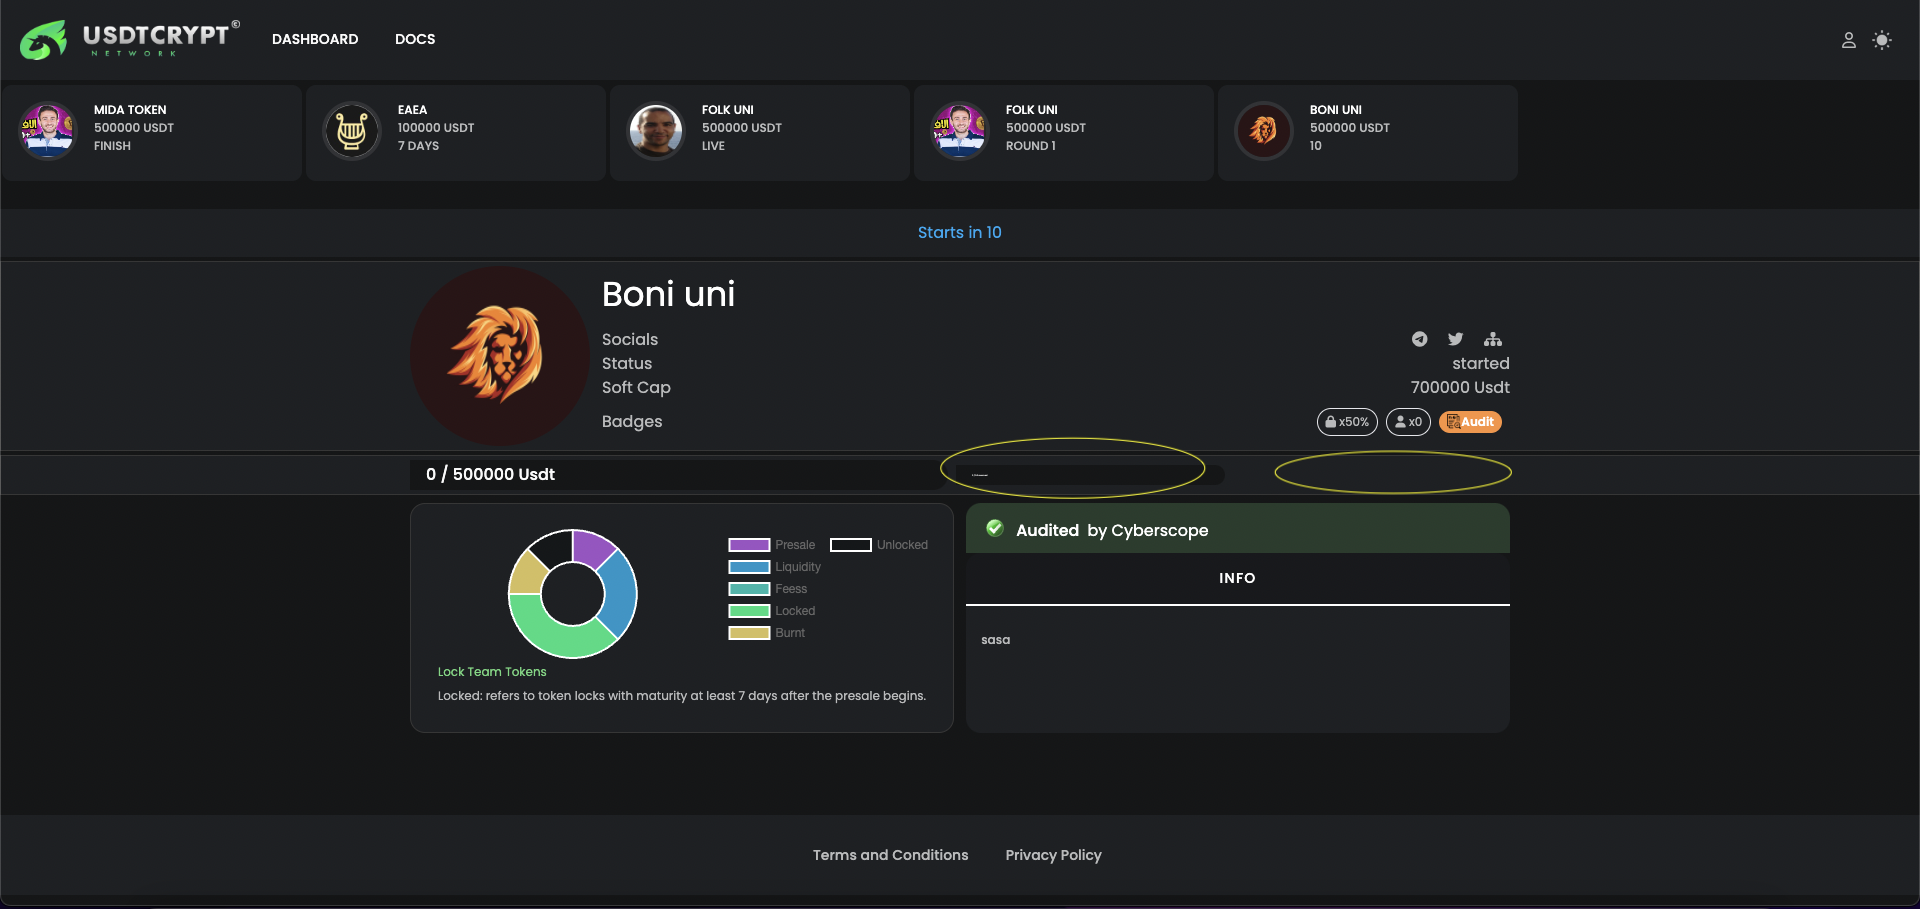 USDTCRYPT©
NETWORK
DASHBOARD
DOCS
MIDA TOKEN
500000 USDT
FINISH
EAEA
100000 USDT
7 DAYS
FOLK UNI
500000 USDT
LIVE
FOLK UNI
500000 USDT
ROUND 1
BONI UNI
500000 USDT
10
Starts in 10
Boni uni
Socials
Status
started
Soft Cap
700000 Usdt
Badges
x50%
x0
Audit
0 / 500000 Usdt
Presale
Unlocked
Liquidity
Feess
Locked
Burnt
Lock Team Tokens
Locked: refers to token locks with maturity at least 7 days after the presale begins.
Audited by Cyberscope
INFO
sasa
Terms and Conditions
Privacy Policy